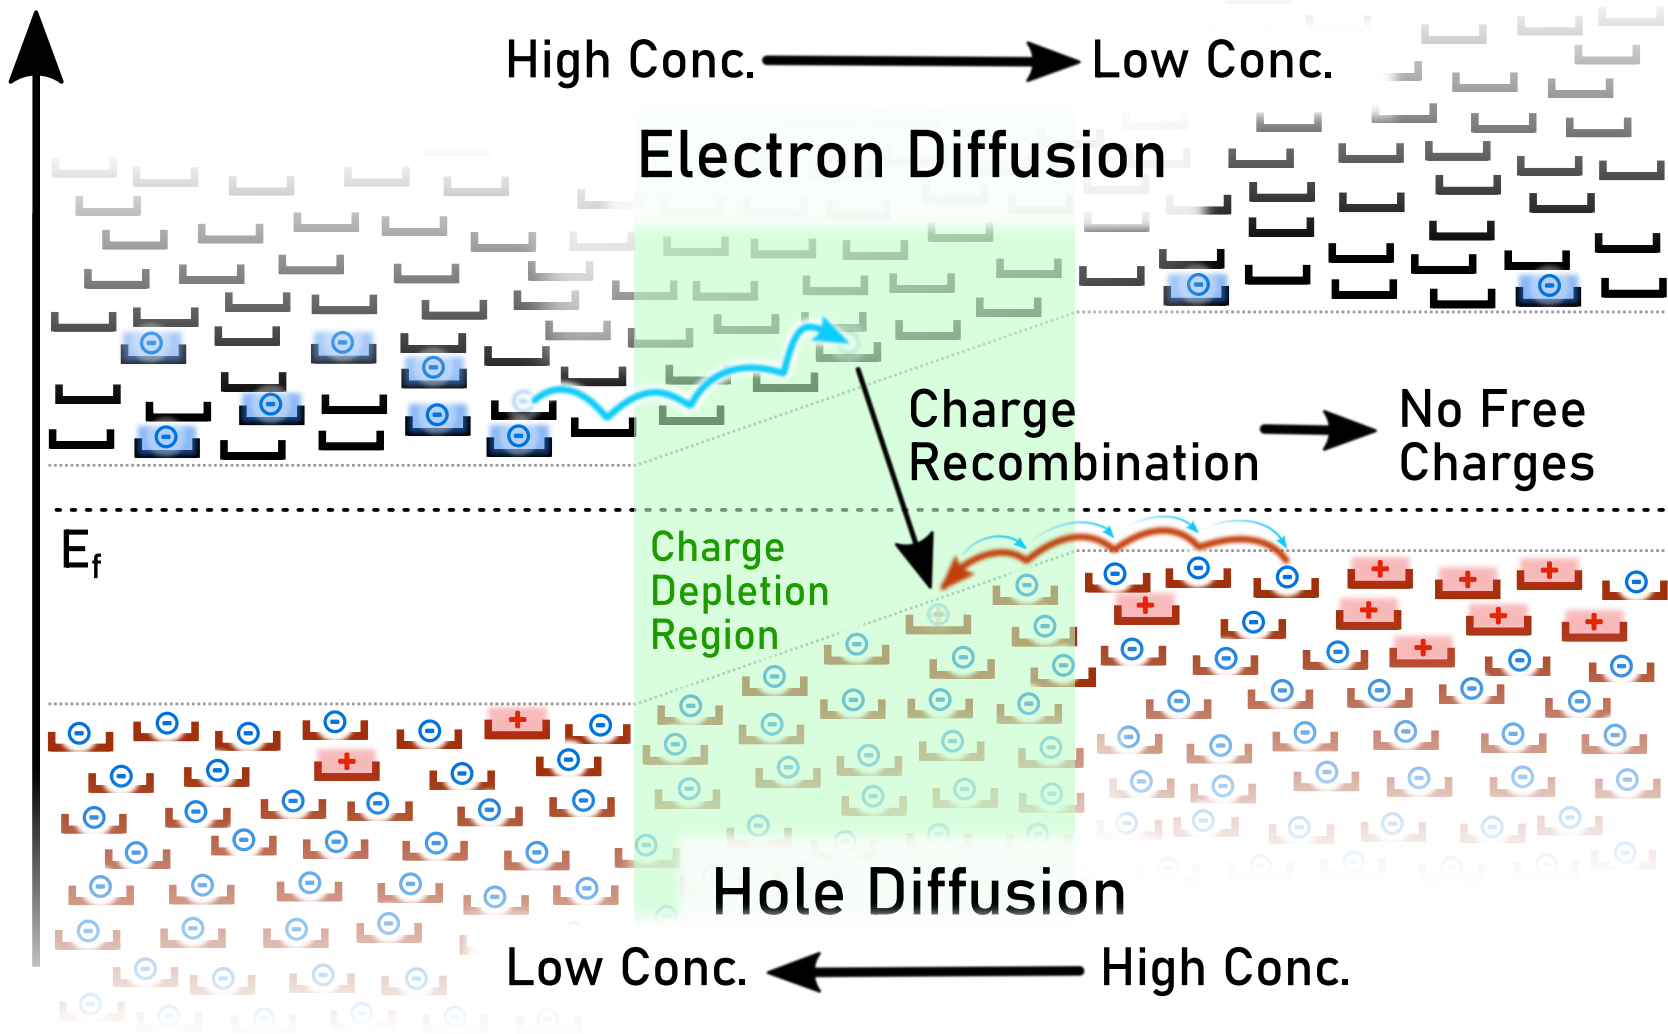 High Conc.
Low Conc.
Electron Diffusion
Charge
Recombination
No Free
Charges
Ef
Charge
Depletion
Region
Hole Diffusion
Low Conc.
High Conc.